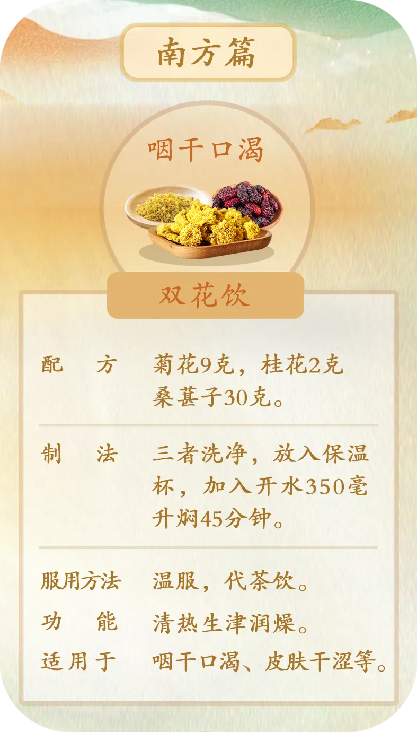 南方篇
咽干口渴
双花饮
配方 菊花9克，桂花2克
桑葚子30克。
制法 三者洗净，放入保温
杯，加入开水350毫
升焖45分钟。
服用方法 温服，代茶饮。
功能 清热生津润燥。
适用于 咽干口渴、皮肤干涩等。